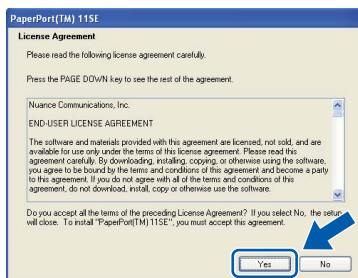 PaperPort(TM) 11SE
License Agreement
Please read the following license agreement carefully.
Press the PAGE DOWN key to see the rest of the agreement.
Nuance Communications, Inc.
END-USER LICENSE AGREEMENT
The software and materials provided with this agreement are licensed, not sold, and are
available for use only under the terms of this license agreement. Please read this
agreement carefully. By downloading, installing, copying, or otherwise using the software,
you agree to be bound by the terms and conditions of this agreement and become a party
to this agreement. If you do not agree with all of the terms and conditions of this
agreement, do not download, install, copy or otherwise use the software.
Do you accept all the terms of the preceding License Agreement? If you select No, the setup
will close. To install "PaperPort(TM) 11SE", you must accept this agreement.
Yes
No